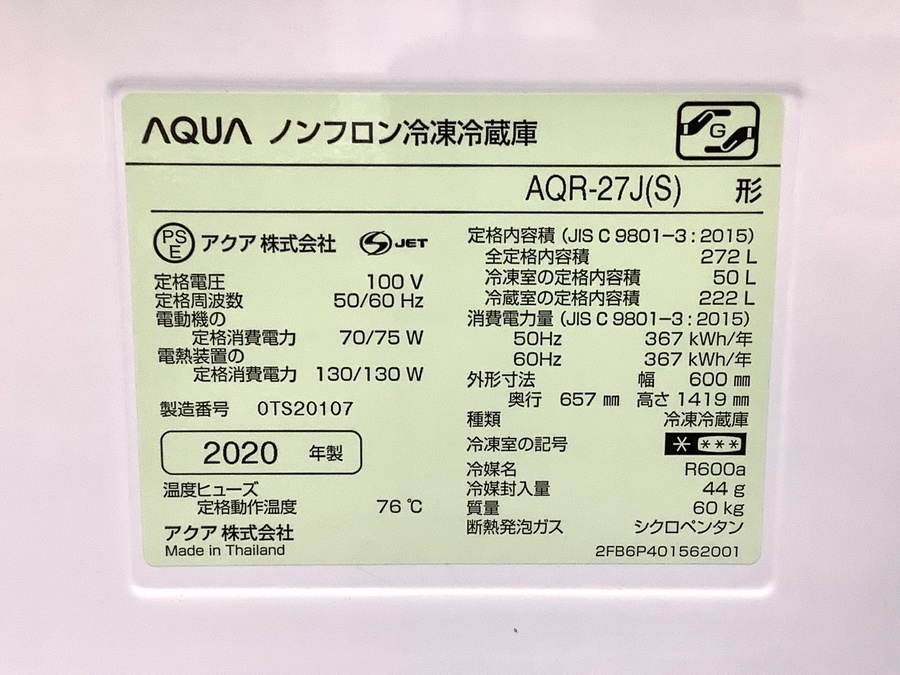 AQUA ノンフロン冷凍冷蔵庫
G
AQR-27J(S) 形
PS
E
アクア 株式会社
S JET
定格電圧 100 V
定格周波数 50/60 Hz
電動機の
定格消費電力 70/75 W
電熱装置の
定格消費電力 130/130 W
製造番号 0TS20107
2020 年製
温度ヒューズ
定格動作温度 76 ℃
アクア 株式会社
Made in Thailand
定格内容積 (JIS C 9801-3 : 2015)
全定格内容積 272 L
冷凍室の定格内容積 50 L
冷蔵室の定格内容積 222 L
消費電力量 (JIS C 9801-3 : 2015)
50Hz 367 kWh/年
60Hz 367 kWh/年
外形寸法 幅 600 ㎜
奥行 657 ㎜ 高さ 1419 ㎜
種類 冷凍冷蔵庫
冷凍室の記号 * ***
冷媒名 R600a
冷媒封入量 44 g
質量 60 kg
断熱発泡ガス シクロペンタン
2FB6P401562001